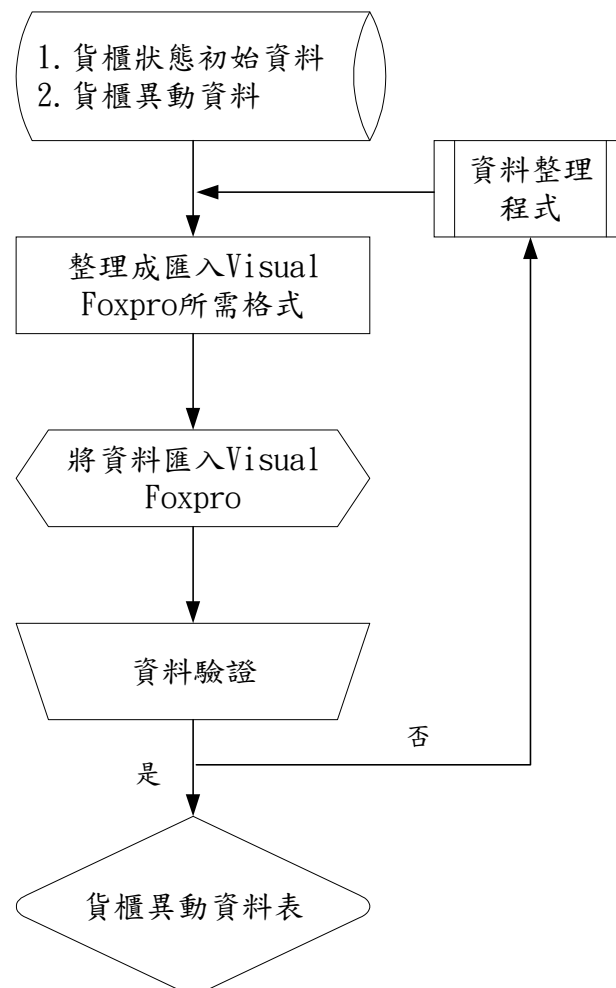 1. 貨櫃狀態初始資料
2. 貨櫃異動資料
資料整理
程式
整理成匯入Visual
Foxpro所需格式
將資料匯入Visual
Foxpro
資料驗證
否
是
貨櫃異動資料表